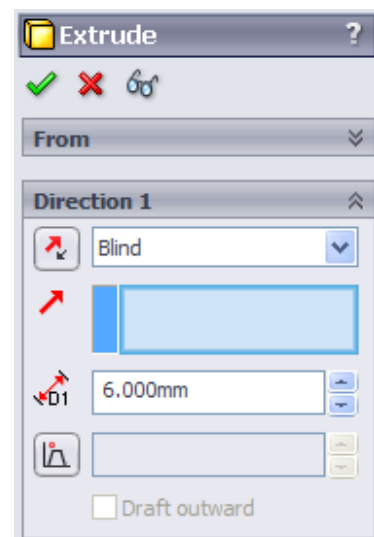 Extrude ?
From
Direction 1
Blind
D1 6.000mm
Draft outward